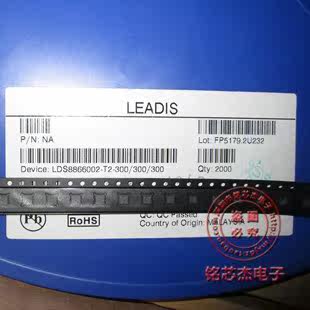 LEADIS
P/N: NA
Lot: FP5179.2U232
Device: LDS8866002-T2-300/300/300
Qty: 2000
Pb
RoHS
QC: QC Passed
Country of Origin: MALAYSIA
铭芯杰电子